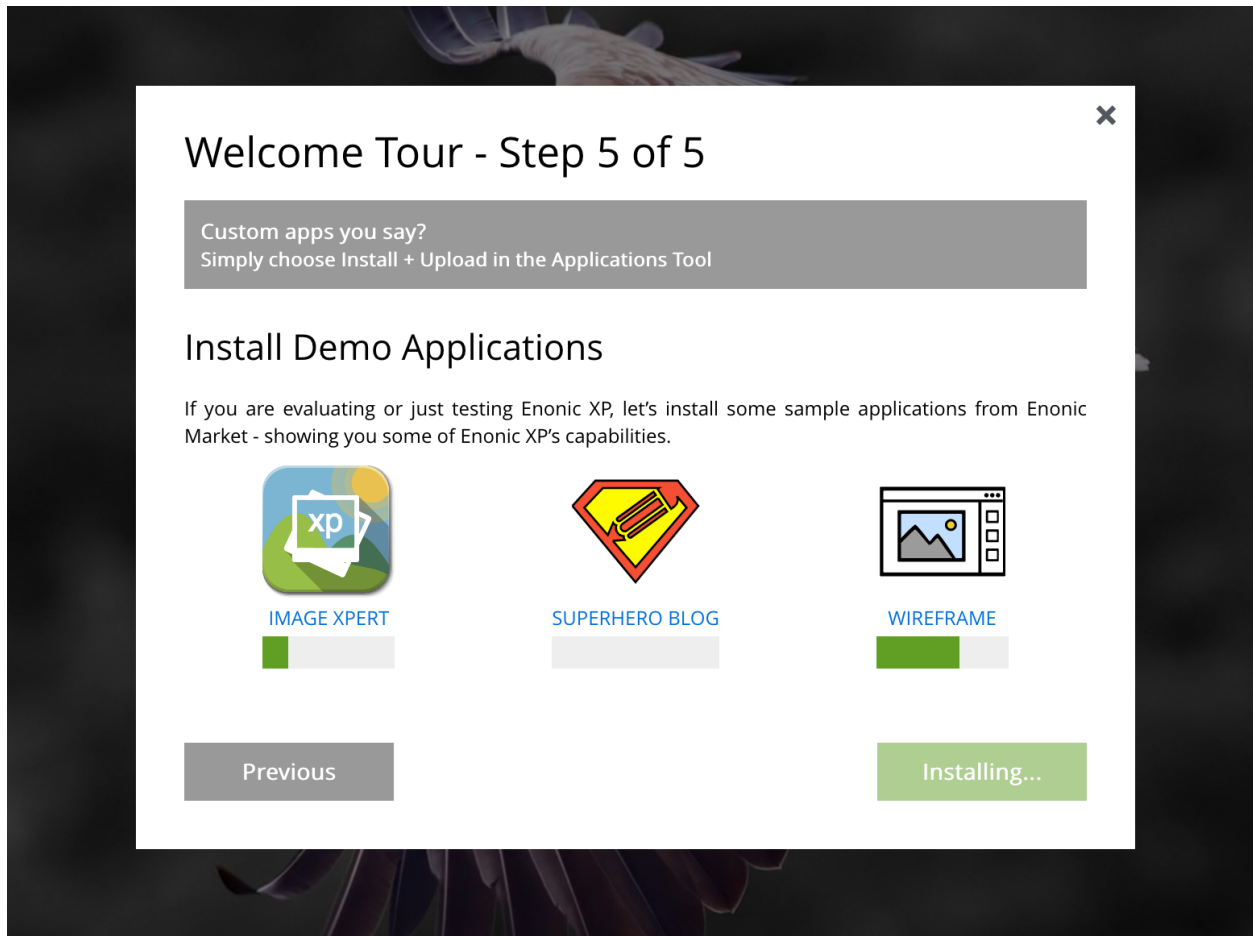 Welcome Tour - Step 5 of 5
Custom apps you say?
Simply choose Install + Upload in the Applications Tool
Install Demo Applications
If you are evaluating or just testing Enonic XP, let’s install some sample applications from Enonic
Market - showing you some of Enonic XP’s capabilities.
xp
IMAGE XPERT
SUPERHERO BLOG
WIREFRAME
Previous
Installing...